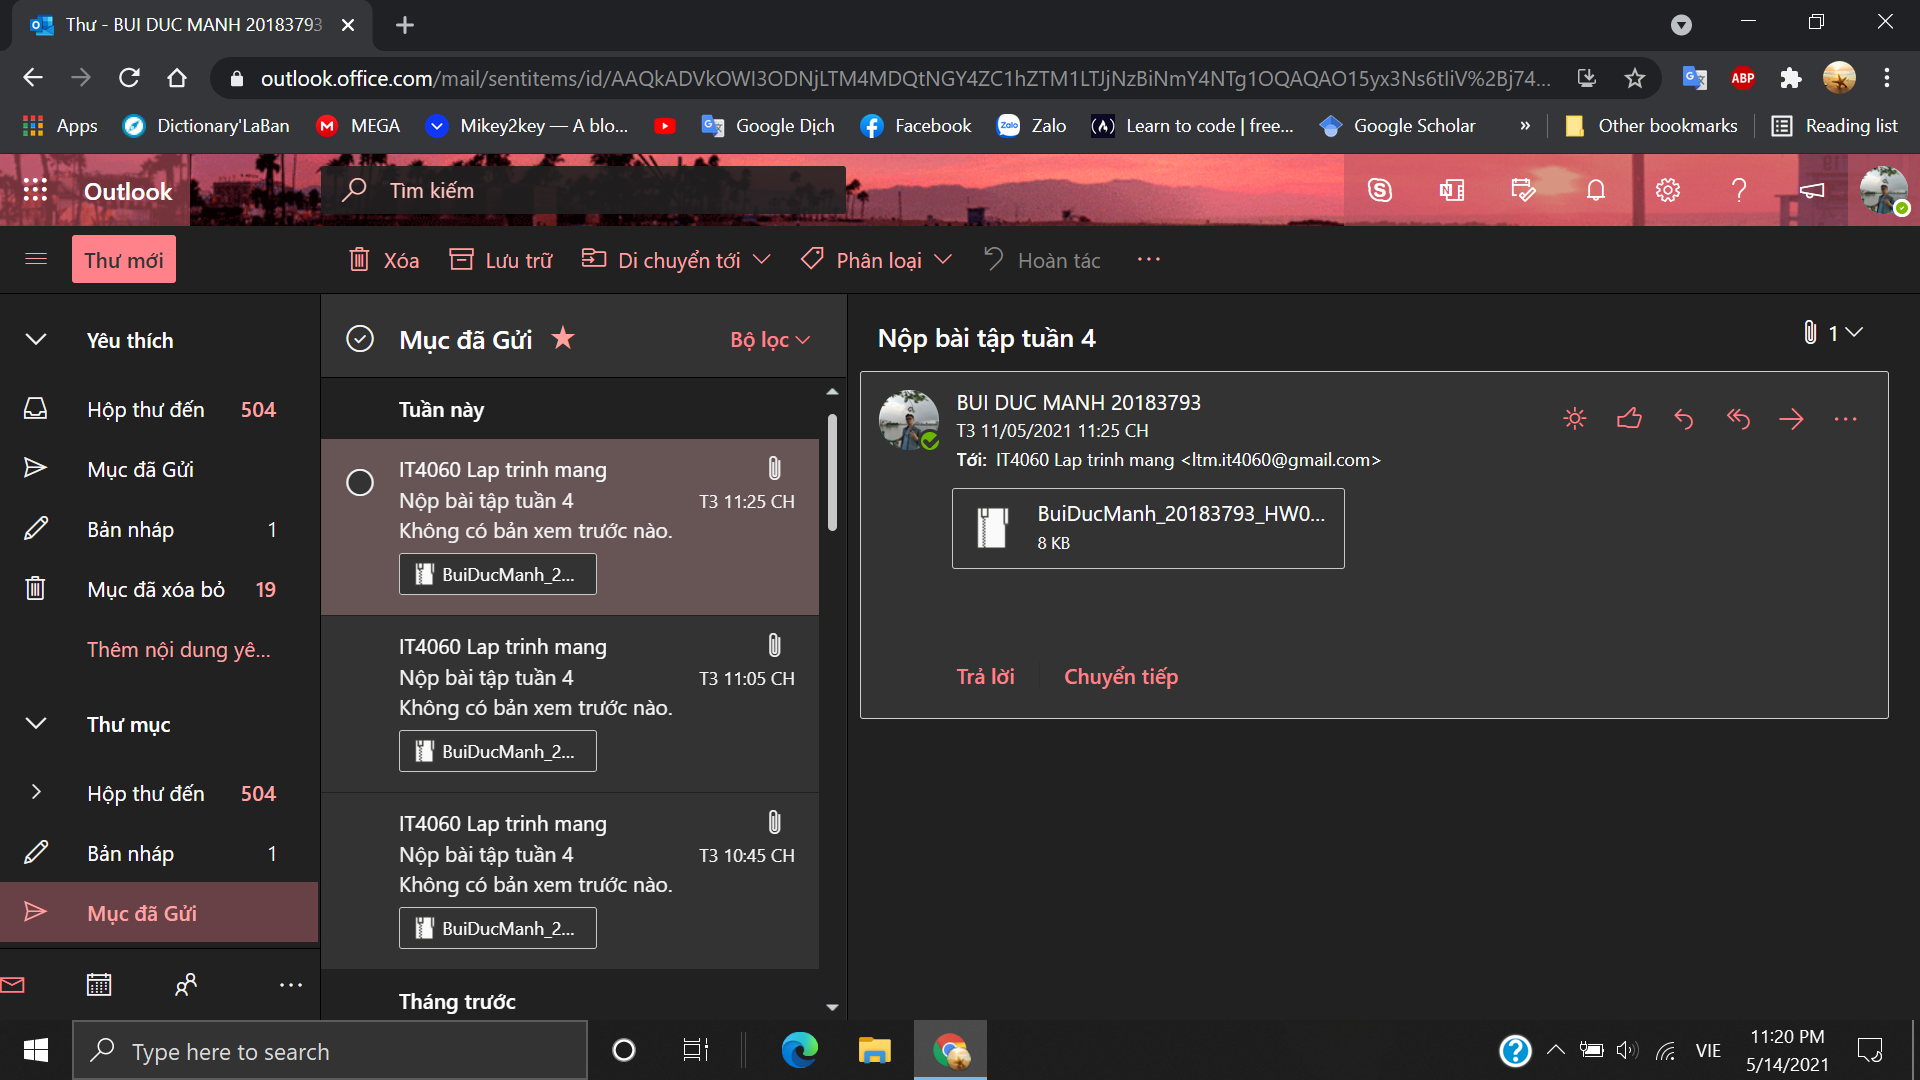 Thư - BUI DUC MANH 20183793
outlook.office.com/mail/sentitems/id/AAQkADVkOWI3ODNjLTM4MDQtNGY4ZC1hZTM1LTJjNzBiNmY4NTg1OQAQAO15yx3Ns6tIiV%2Bj74...
ABP
Apps
Dictionary'LaBan
MEGA
Mikey2key — A blo...
Google Dịch
Facebook
Zalo
Learn to code | free...
Google Scholar
»
Other bookmarks
Reading list
Outlook
Tìm kiếm
Thư mới
Xóa
Lưu trữ
Di chuyển tới
Phân loại
Hoàn tác
Yêu thích
Hộp thư đến 504
Mục đã Gửi
Bản nháp 1
Mục đã xóa bỏ 19
Thêm nội dung yê...
Thư mục
Hộp thư đến 504
Bản nháp 1
Mục đã Gửi
Mục đã Gửi
Bộ lọc
Tuần này
IT4060 Lap trinh mang
Nộp bài tập tuần 4 T3 11:25 CH
Không có bản xem trước nào.
BuiDucManh_2...
IT4060 Lap trinh mang
Nộp bài tập tuần 4 T3 11:05 CH
Không có bản xem trước nào.
BuiDucManh_2...
IT4060 Lap trinh mang
Nộp bài tập tuần 4 T3 10:45 CH
Không có bản xem trước nào.
BuiDucManh_2...
Tháng trước
Nộp bài tập tuần 4
1
BUI DUC MANH 20183793
T3 11/05/2021 11:25 CH
Tới: IT4060 Lap trinh mang <ltm.it4060@gmail.com>
BuiDucManh_20183793_HW0...
8 KB
Trả lời
Chuyển tiếp
Type here to search
VIE
11:20 PM
5/14/2021